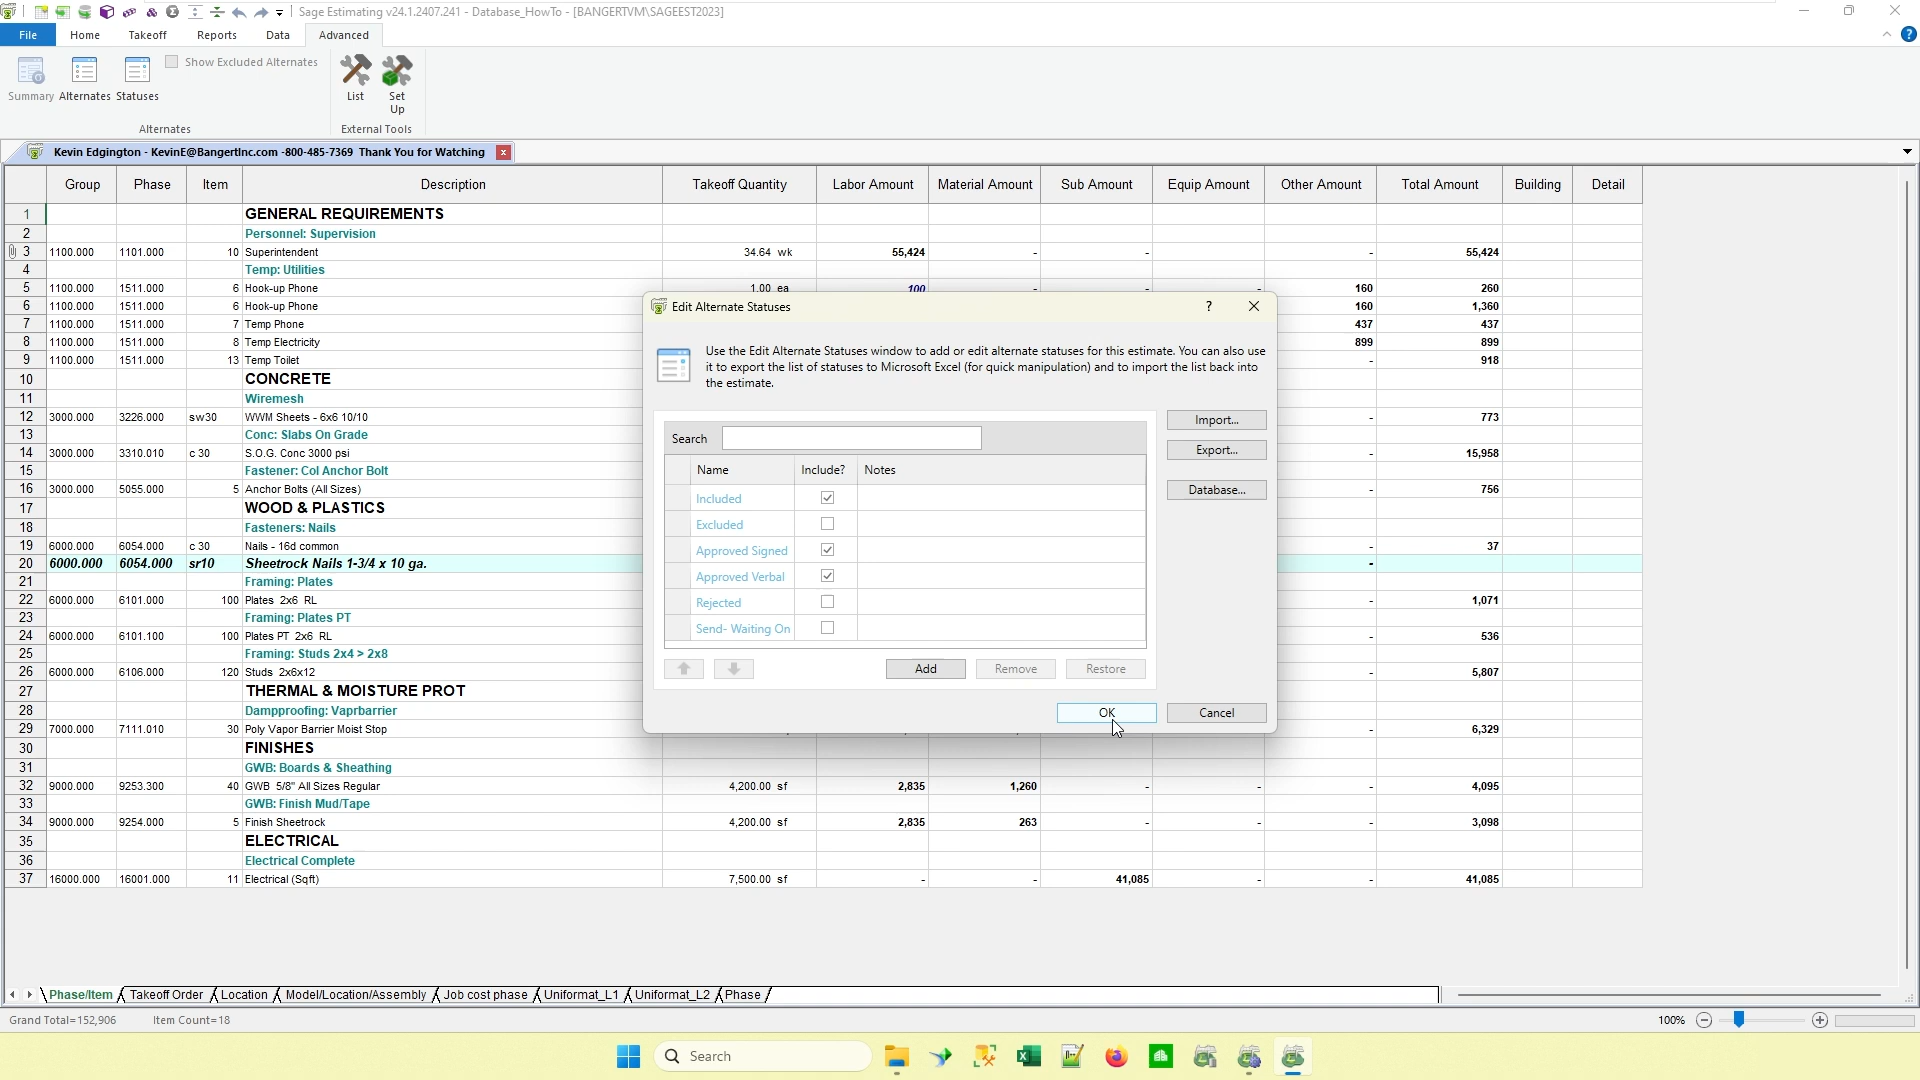 Sage Estimating v24.1.2407.241 - Database_HowTo - [BANGERTVM\SAGEEST2023]
File Home Takeoff Reports Data Advanced
Summary Alternates Statuses Show Excluded Alternates List Set Up
Alternates External Tools
Kevin Edgington - KevinE@BangertInc.com -800-485-7369 Thank You for Watching
Group Phase Item Description Takeoff Quantity Labor Amount Material Amount Sub Amount Equip Amount Other Amount Total Amount Building Detail
1 GENERAL REQUIREMENTS
2 Personnel: Supervision
3 1100.000 1101.000 10 Superintendent 34.64 wk 55,424 - - - 55,424
4 Temp: Utilities
5 1100.000 1511.000 6 Hook-up Phone 1.00 ea 100 - - - 160 260
6 1100.000 1511.000 6 Hook-up Phone 160 1,360
7 1100.000 1511.000 7 Temp Phone 437 437
8 1100.000 1511.000 8 Temp Electricity 899 899
9 1100.000 1511.000 13 Temp Toilet - 918
10 CONCRETE
11 Wiremesh
12 3000.000 3226.000 sw30 WWM Sheets - 6x6 10/10 - 773
13 Conc: Slabs On Grade
14 3000.000 3310.010 c 30 S.O.G. Conc 3000 psi - 15,958
15 Fastener: Col Anchor Bolt
16 3000.000 5055.000 5 Anchor Bolts (All Sizes) - 756
17 WOOD & PLASTICS
18 Fasteners: Nails
19 6000.000 6054.000 c 30 Nails - 16d common - 37
20 6000.000 6054.000 sr10 Sheetrock Nails 1-3/4 x 10 ga. -
21 Framing: Plates
22 6000.000 6101.000 100 Plates 2x6 RL - 1,071
23 Framing: Plates PT
24 6000.000 6101.100 100 Plates PT 2x6 RL - 536
25 Framing: Studs 2x4 > 2x8
26 6000.000 6106.000 120 Studs 2x6x12 - 5,807
27 THERMAL & MOISTURE PROT
28 Dampproofing: Vaprbarrier
29 7000.000 7111.010 30 Poly Vapor Barrier Moist Stop - 6,329
30 FINISHES
31 GWB: Boards & Sheathing
32 9000.000 9253.300 40 GWB 5/8" All Sizes Regular 4,200.00 sf 2,835 1,260 - - - 4,095
33 GWB: Finish Mud/Tape
34 9000.000 9254.000 5 Finish Sheetrock 4,200.00 sf 2,835 263 - - - 3,098
35 ELECTRICAL
36 Electrical Complete
37 16000.000 16001.000 11 Electrical (Sqft) 7,500.00 sf - - 41,085 - - 41,085
Edit Alternate Statuses ?
Use the Edit Alternate Statuses window to add or edit alternate statuses for this estimate. You can also use
it to export the list of statuses to Microsoft Excel (for quick manipulation) and to import the list back into
the estimate.
Search
Name Include? Notes
Included
Excluded
Approved Signed
Approved Verbal
Rejected
Send- Waiting On
Import...
Export...
Database...
Add Remove Restore
OK Cancel
Phase/Item Takeoff Order Location Model/Location/Assembly Job cost phase Uniformat_L1 Uniformat_L2 Phase
Grand Total=152,906 Item Count=18 100%
Search